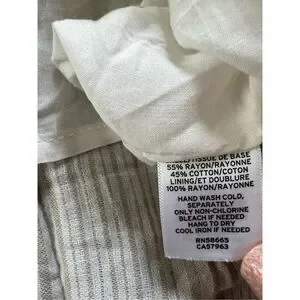 TISSU DE BASE
55% RAYON/RAYONNE
45% COTTON/COTON
LINING/ET DOUBLURE
100% RAYON/RAYONNE
HAND WASH COLD,
SEPARATELY
ONLY NON-CHLORINE
BLEACH IF NEEDED
HANG TO DRY
COOL IRON IF NEEDED
RN58665
CA57963